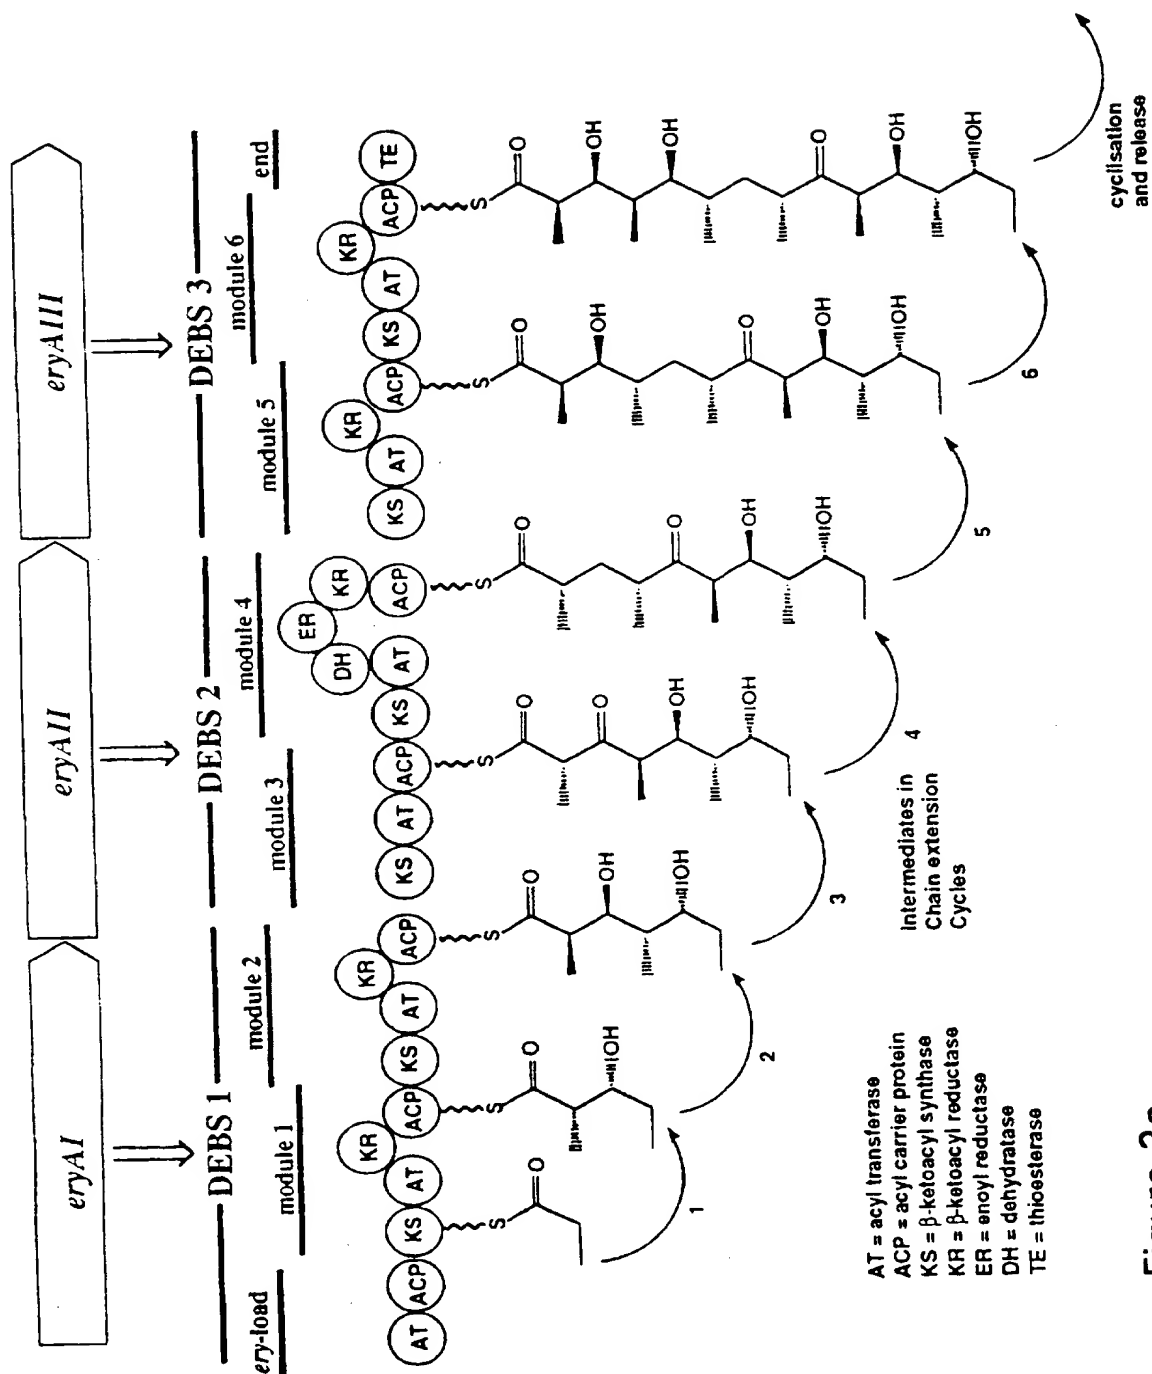 eryAI
eryAII
eryAIII
DEBS 1
DEBS 2
DEBS 3
ery-load
module 1
module 2
module 3
module 4
module 5
module 6
end
AT
ACP
KS
AT
KR
ACP
KS
AT
KR
ACP
KS
AT
ACP
KS
AT
DH
ER
KR
ACP
KS
AT
KR
ACP
KS
AT
KR
ACP
TE
S
O
S
O
OH
S
O
OH
OH
S
O
O
OH
OH
S
O
O
OH
OH
S
O
OH
O
OH
OH
S
O
OH
OH
O
OH
OH
1
2
3
4
5
6
Intermediates in
Chain extension
Cycles
cyclisation
and release
AT = acyl transferase
ACP = acyl carrier protein
KS = β-ketoacyl synthase
KR = β-ketoacyl reductase
ER = enoyl reductase
DH = dehydratase
TE = thioesterase